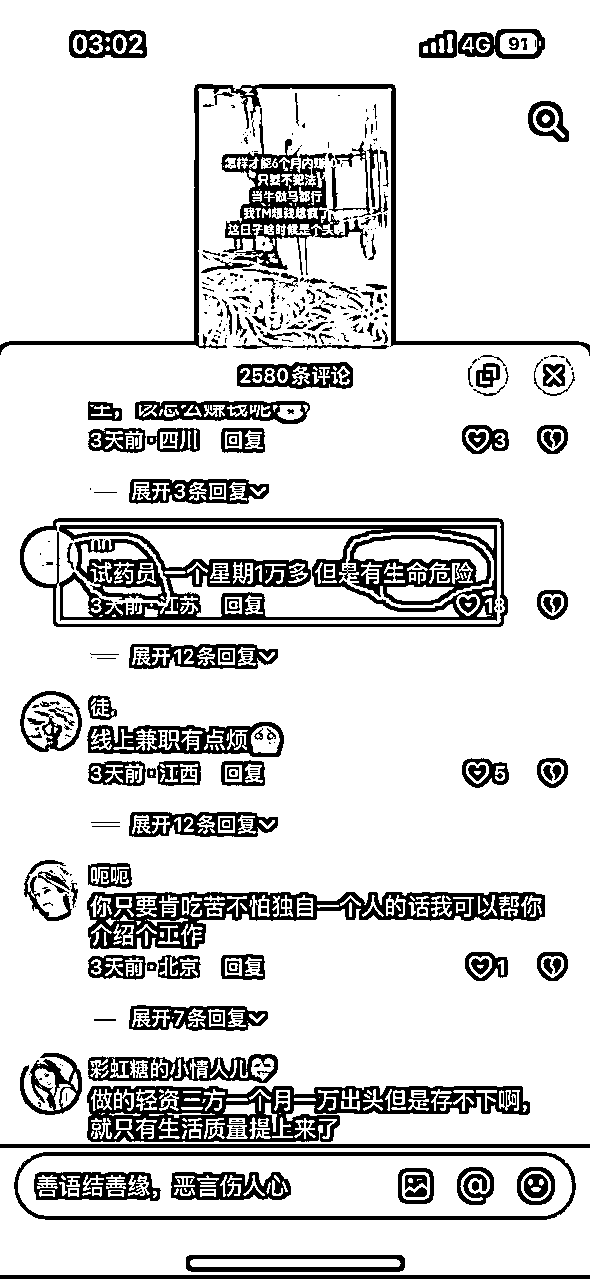 03:02
4G 91
怎样才能6个月内赚
只要不犯法
当牛做马都行
我TM想钱想疯了
这日子啥时候是个头啊
2580条评论
该怎么赚钱呢
3天前·四川 回复 3
展开3条回复
nn
试药员一个星期1万多 但是有生命危险
3天前·江苏 回复 18
展开12条回复
徒.
线上兼职有点烦
3天前·江西 回复 5
展开12条回复
呃呃
你只要肯吃苦不怕独自一个人的话我可以帮你
介绍个工作
3天前·北京 回复 1
展开7条回复
彩虹糖的小情人儿
做的轻资三方一个月一万出头但是存不下啊,
就只有生活质量提上来了
善语结善缘，恶言伤人心